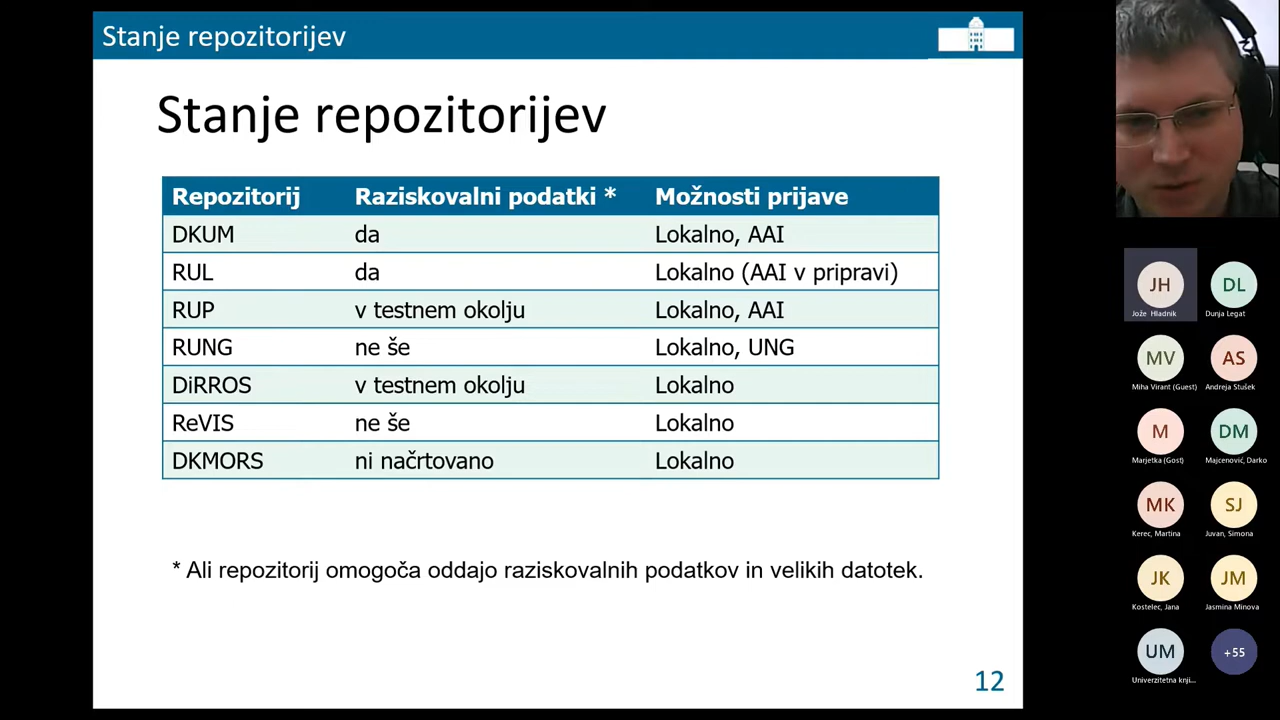 Stanje repozitorijev
Stanje repozitorijev
Repozitorij Raziskovalni podatki * Možnosti prijave
DKUM da Lokalno, AAI
RUL da Lokalno (AAI v pripravi)
RUP v testnem okolju Lokalno, AAI
RUNG ne še Lokalno, UNG
DiRROS v testnem okolju Lokalno
ReVIS ne še Lokalno
DKMORS ni načrtovano Lokalno
* Ali repozitorij omogoča oddajo raziskovalnih podatkov in velikih datotek.
12
JH DL
Jože Hladnik Dunja Legat
MV AS
Miha Virant (Guest) Andreja Stušek
M DM
Marjetka (Gost) Majcenović, Darko
MK SJ
Kerec, Martina Juvan, Simona
JK JM
Kostelec, Jana Jasmina Minova
UM +55
Univerzitetna knji...